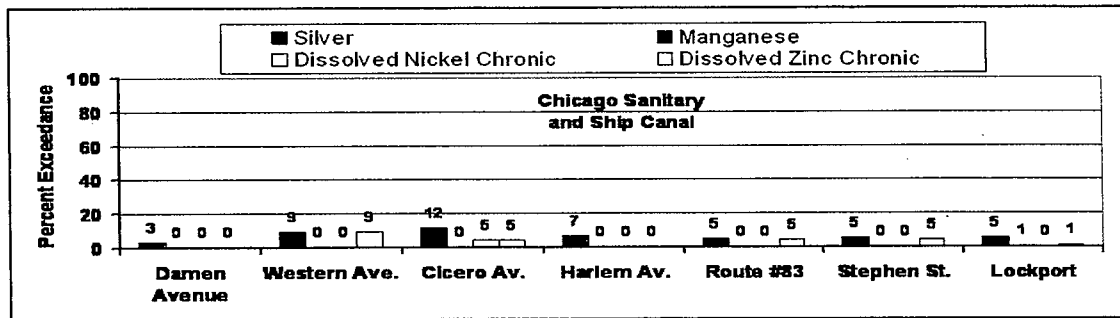 Silver Manganese
Dissolved Nickel Chronic Dissolved Zinc Chronic
Percent Exceedance
100
80
60
40
20
0
Chicago Sanitary
and Ship Canal
3 0 0 0 9 0 0 9 12 0 5 5 7 0 0 0 5 0 0 5 5 0 0 5 5 1 0 1
Damen Western Ave. Cicero Av. Harlem Av. Route #83 Stephen St. Lockport
Avenue